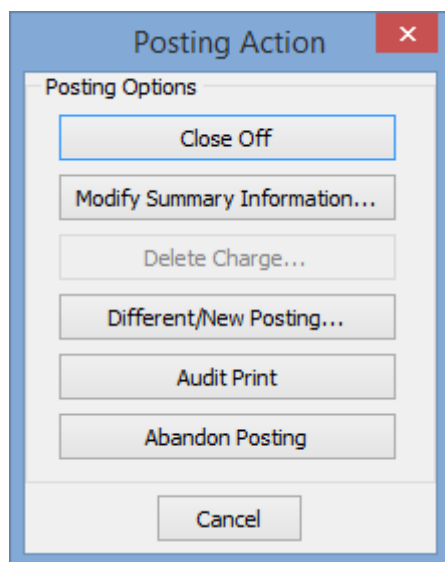 Posting Action
Posting Options
Close Off
Modify Summary Information...
Delete Charge...
Different/New Posting...
Audit Print
Abandon Posting
Cancel